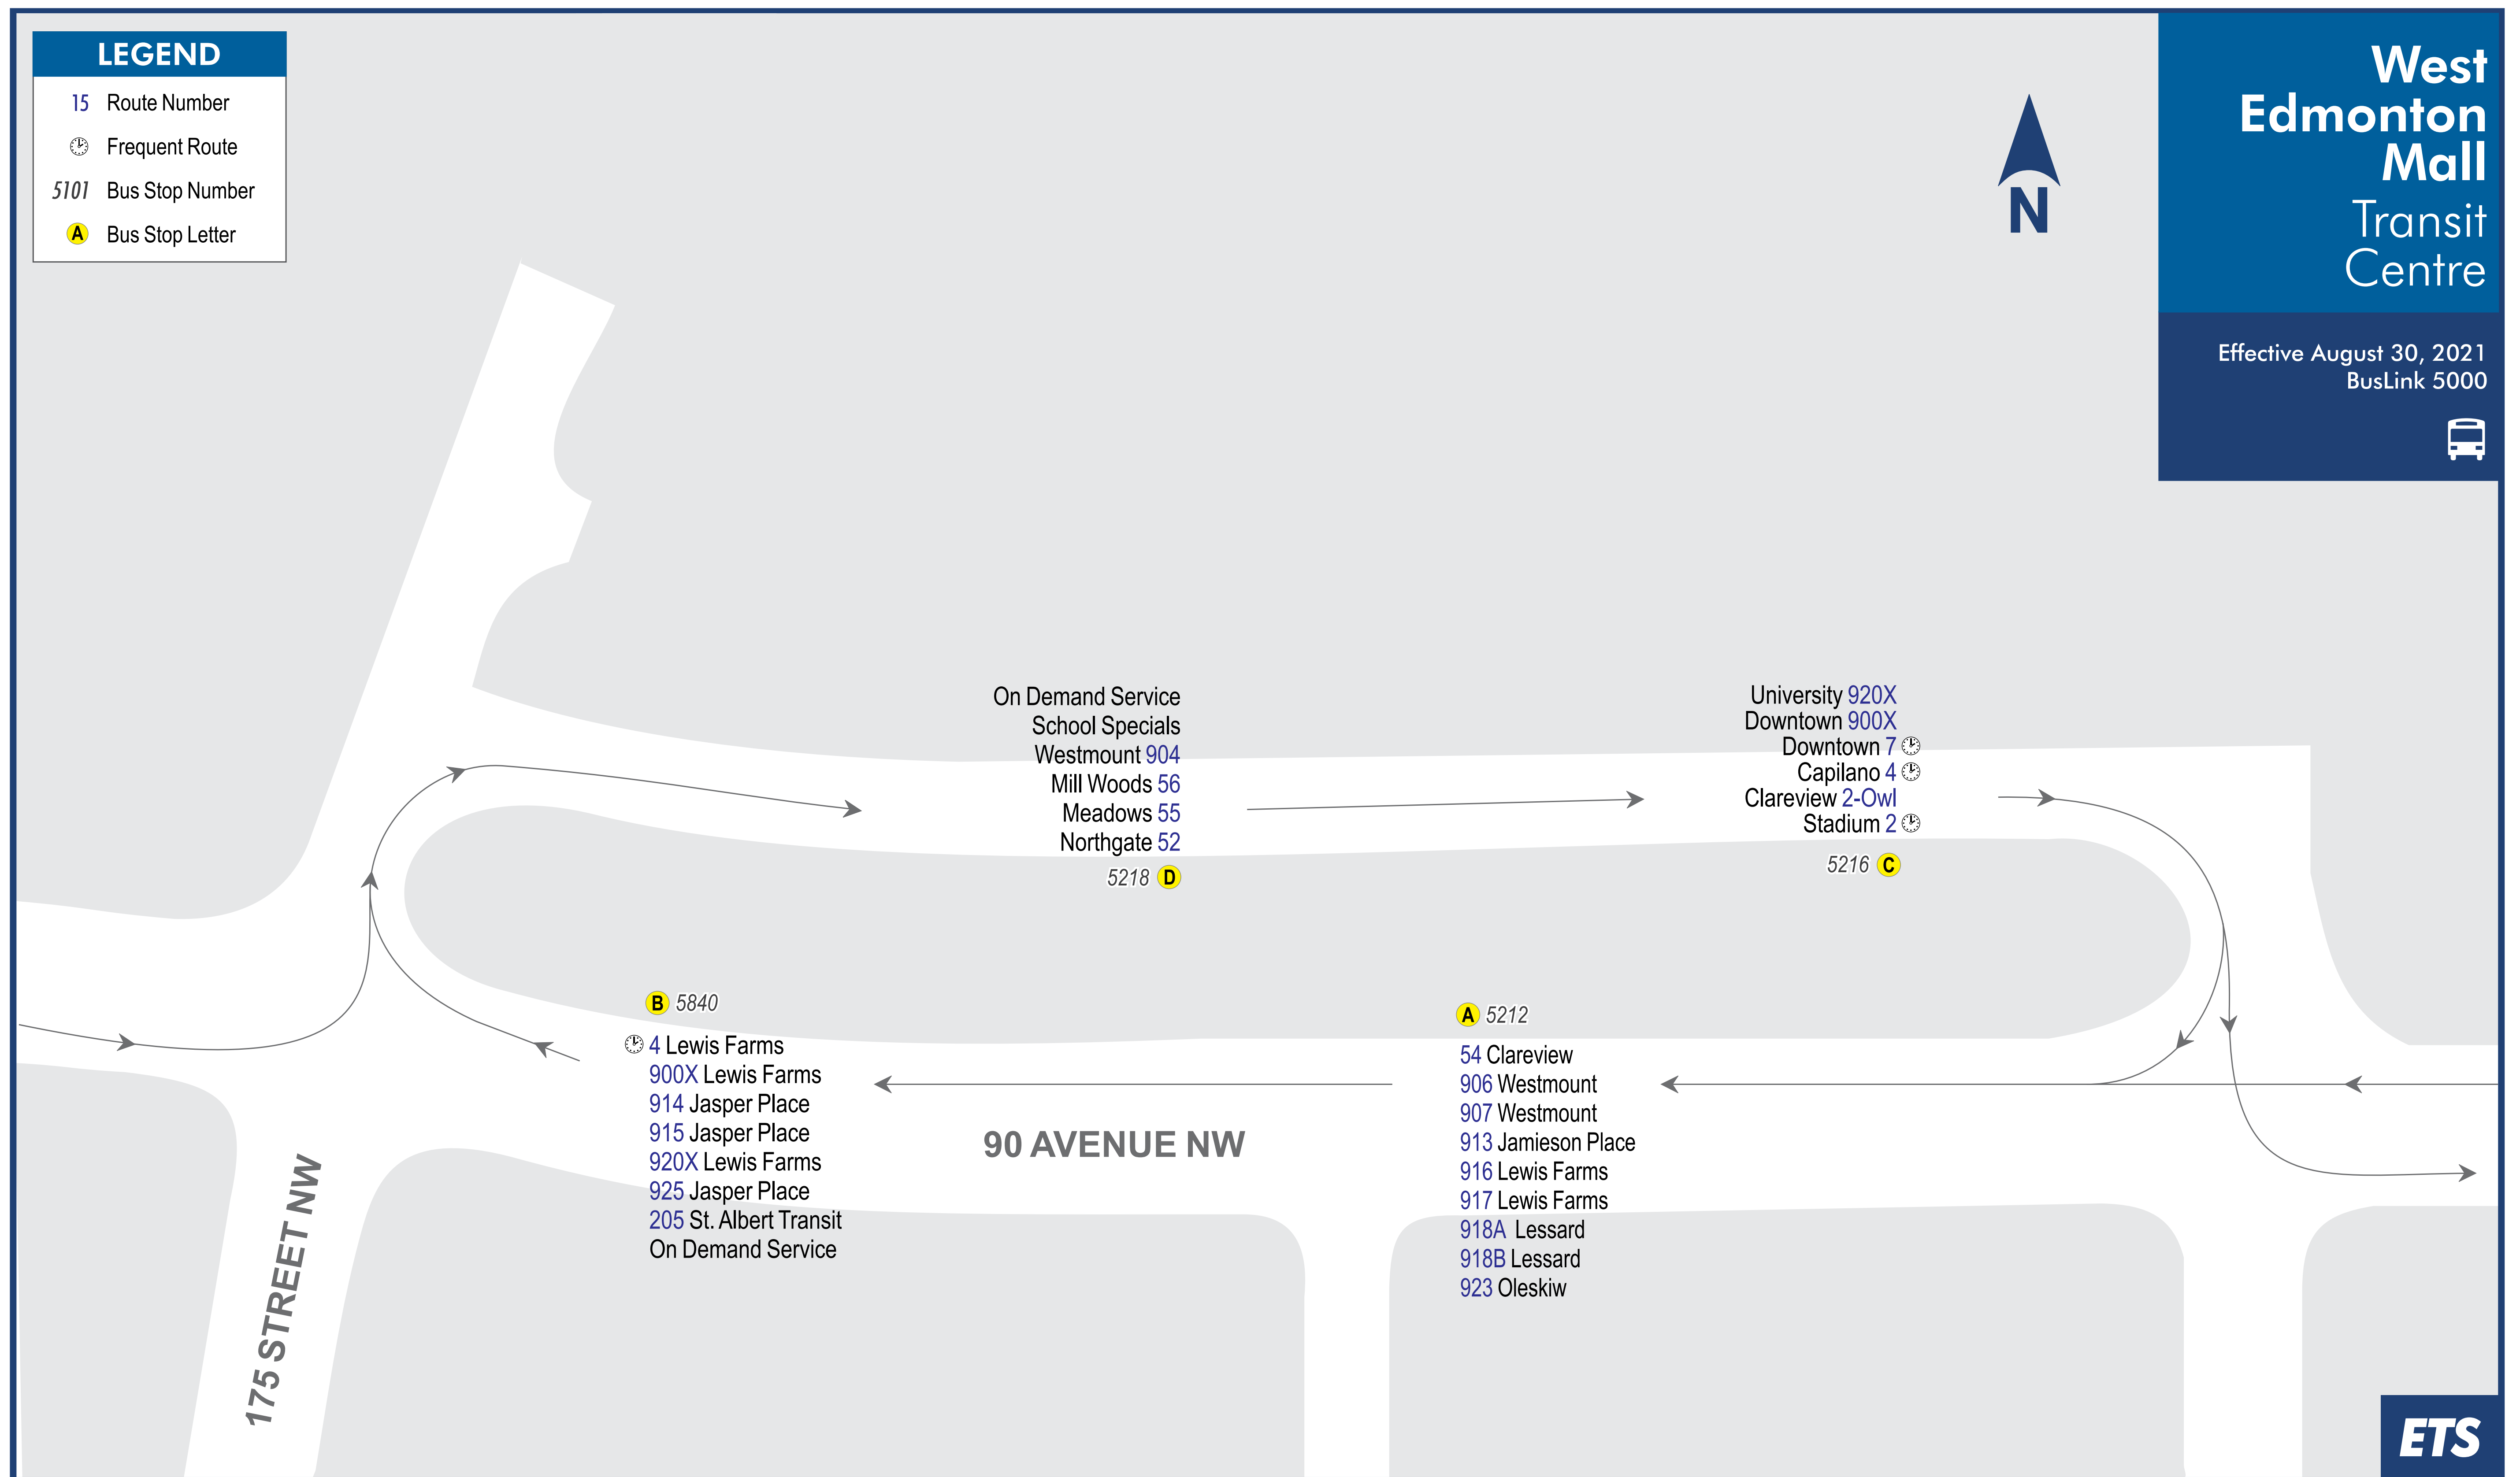 LEGEND
15 Route Number
Frequent Route
5101 Bus Stop Number
A Bus Stop Letter
N
West
Edmonton
Mall
Transit
Centre
Effective August 30, 2021
BusLink 5000
On Demand Service
School Specials
Westmount 904
Mill Woods 56
Meadows 55
Northgate 52
5218 D
University 920X
Downtown 900X
Downtown 7
Capilano 4
Clareview 2-Owl
Stadium 2
5216 C
B 5840
4 Lewis Farms
900X Lewis Farms
914 Jasper Place
915 Jasper Place
920X Lewis Farms
925 Jasper Place
205 St. Albert Transit
On Demand Service
A 5212
54 Clareview
906 Westmount
907 Westmount
913 Jamieson Place
916 Lewis Farms
917 Lewis Farms
918A Lessard
918B Lessard
923 Oleskiw
90 AVENUE NW
175 STREET NW
ETS